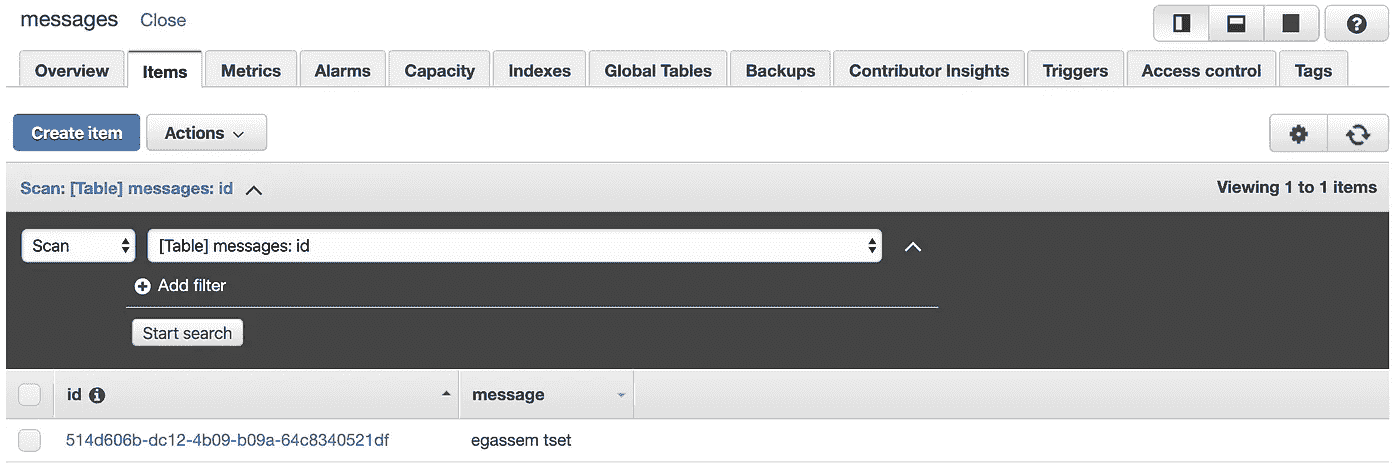 messages Close
Overview Items Metrics Alarms Capacity Indexes Global Tables Backups Contributor Insights Triggers Access control Tags
Create item Actions
Scan: [Table] messages: id Viewing 1 to 1 items
Scan [Table] messages: id
Add filter
Start search
id message
514d606b-dc12-4b09-b09a-64c8340521df egassem tset